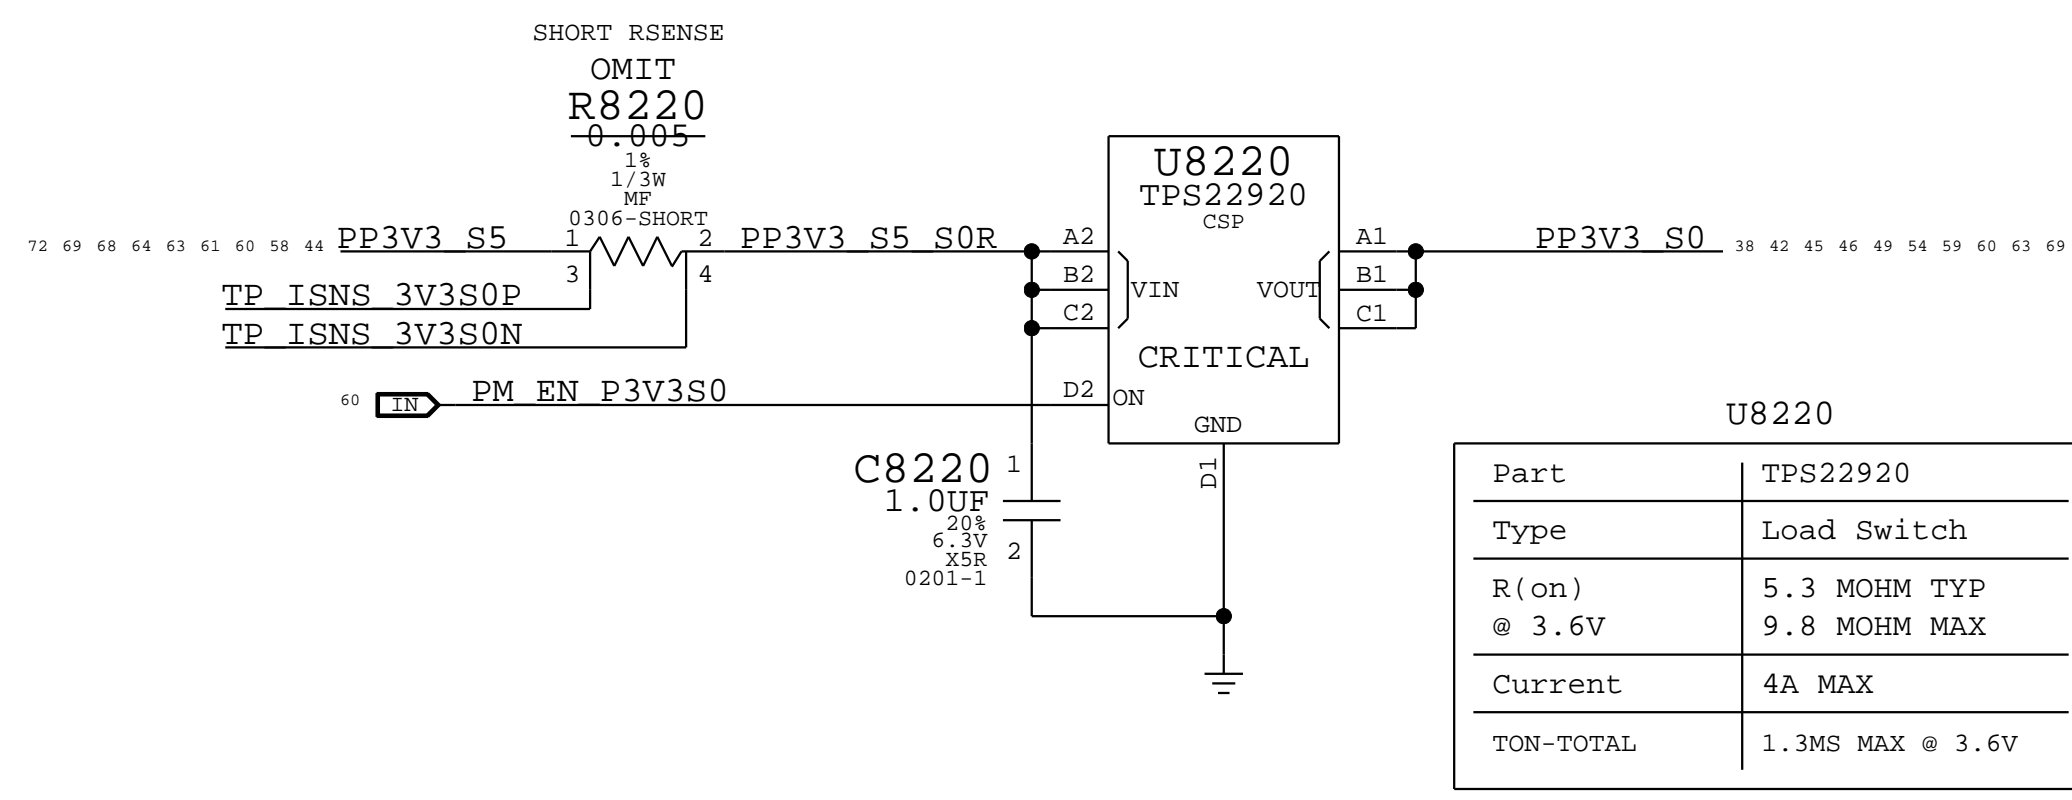 SHORT RSENSE
OMIT
R8220
0.005
1%
1/3W
MF
0306-SHORT
72 69 68 64 63 61 60 58 44 PP3V3_S5 1 2 PP3V3_S5_S0R
3 4
TP_ISNS_3V3S0P
TP_ISNS_3V3S0N
60 IN PM_EN_P3V3S0
U8220
TPS22920
CSP
A2 A1
B2 VIN VOUT B1
C2 C1
CRITICAL
D2 ON
GND
D1
PP3V3_S0 38 42 45 46 49 54 59 60 63 69
C8220 1
1.0UF
20%
6.3V
X5R 2
0201-1
U8220
Part TPS22920
Type Load Switch
R(on) 5.3 MOHM TYP
@ 3.6V 9.8 MOHM MAX
Current 4A MAX
TON-TOTAL 1.3MS MAX @ 3.6V